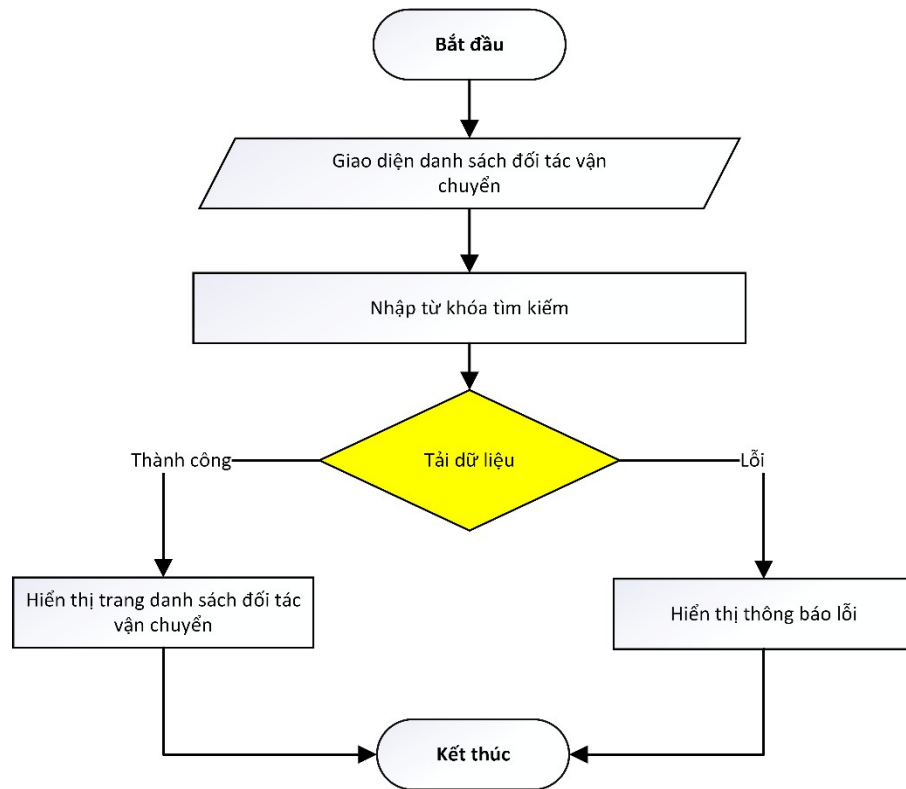 Bắt đầu
Giao diện danh sách đối tác vận
chuyển
Nhập từ khóa tìm kiếm
Tải dữ liệu
Thành công
Lỗi
Hiển thị trang danh sách đối tác
vận chuyển
Hiển thị thông báo lỗi
Kết thúc